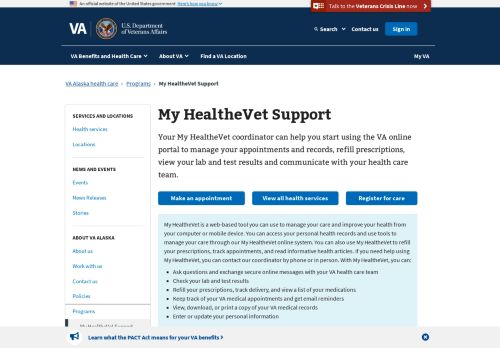 An official website of the United States government Here's how you know
Talk to the Veterans Crisis Line now
VA
U.S. Department
of Veterans Affairs
Search
Contact us
Sign in
VA Benefits and Health Care
About VA
Find a VA Location
My VA
VA Alaska health care › Programs › My HealtheVet Support
SERVICES AND LOCATIONS
Health services
Locations
NEWS AND EVENTS
Events
News Releases
Stories
ABOUT VA ALASKA
About us
Work with us
Contact us
Policies
Programs
My HealtheVet Support
My HealtheVet Support
Your My HealtheVet coordinator can help you start using the VA online
portal to manage your appointments and records, refill prescriptions,
view your lab and test results and communicate with your health care
team.
Make an appointment
View all health services
Register for care
My HealtheVet is a web-based tool you can use to manage your care and improve your health from
your computer or mobile device. You can access your personal health records and use tools to
manage your care through our My HealtheVet online system. You can also use My HealtheVet to refill
your prescriptions, track appointments, and read informative health articles. If you need help using
My HealtheVet, you can contact our coordinator by phone or in person. With My HealtheVet, you can:
• Ask questions and exchange secure online messages with your VA health care team
• Check your lab and test results
• Refill your prescriptions, track delivery, and view a list of your medications
• Keep track of your VA medical appointments and get email reminders
• View, download, or print a copy of your VA medical records
• Enter or update your personal information
Learn what the PACT Act means for your VA benefits